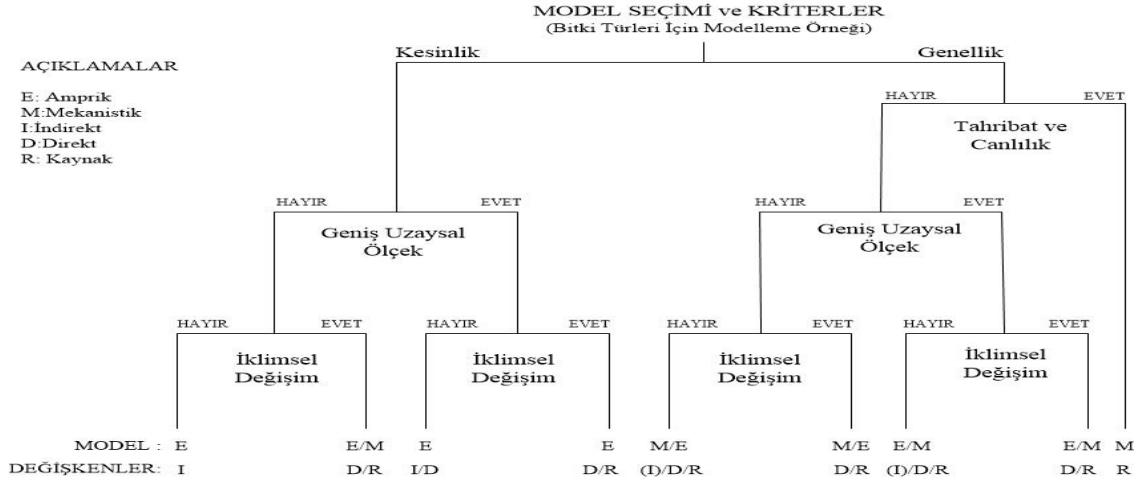 MODEL SEÇİMİ ve KRİTERLER
(Bitki Türleri İçin Modelleme Örneği)
Kesinlik Genellik
AÇIKLAMALAR
E: Amprik
M:Mekanistik
I:İndirekt
D:Direkt
R: Kaynak
HAYIR EVET
Tahribat ve
Canlılık
HAYIR EVET HAYIR EVET
Geniş Uzaysal Geniş Uzaysal
Ölçek Ölçek
HAYIR EVET HAYIR EVET HAYIR EVET HAYIR EVET
İklimsel İklimsel İklimsel İklimsel
Değişim Değişim Değişim Değişim
MODEL : E E/M E E M/E M/E E/M E/M M
DEĞİŞKENLER: I D/R I/D D/R (I)/D/R D/R (I)/D/R D/R R